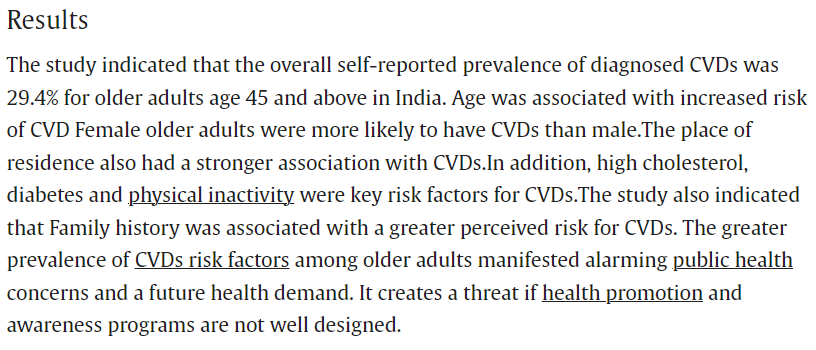 Results
The study indicated that the overall self-reported prevalence of diagnosed CVDs was
29.4% for older adults age 45 and above in India. Age was associated with increased risk
of CVD Female older adults were more likely to have CVDs than male.The place of
residence also had a stronger association with CVDs.In addition, high cholesterol,
diabetes and physical inactivity were key risk factors for CVDs.The study also indicated
that Family history was associated with a greater perceived risk for CVDs. The greater
prevalence of CVDs risk factors among older adults manifested alarming public health
concerns and a future health demand. It creates a threat if health promotion and
awareness programs are not well designed.